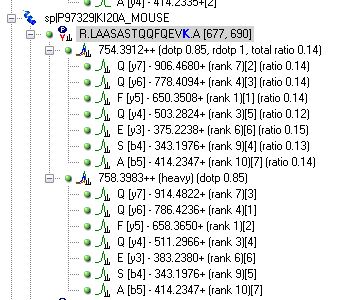 A [b5] - 414.2335+[2]
sp|P97329|KI20A_MOUSE
R.LAASASTQQFQEVK.A [677, 690]
754.3912++ (dotp 0.85, rdotp 1, total ratio 0.14)
Q [y7] - 906.4680+ (rank 7)[2] (ratio 0.14)
Q [y6] - 778.4094+ (rank 4)[3] (ratio 0.14)
F [y5] - 650.3508+ (rank 1)[1] (ratio 0.14)
Q [y4] - 503.2824+ (rank 3)[5] (ratio 0.12)
E [y3] - 375.2238+ (rank 6)[6] (ratio 0.15)
S [b4] - 343.1976+ (rank 9)[4] (ratio 0.13)
A [b5] - 414.2347+ (rank 10)[7] (ratio 0.14)
758.3983++ (heavy) (dotp 0.85)
Q [y7] - 914.4822+ (rank 7)[3]
Q [y6] - 786.4236+ (rank 4)[1]
F [y5] - 658.3650+ (rank 1)[2]
Q [y4] - 511.2966+ (rank 3)[4]
E [y3] - 383.2380+ (rank 6)[6]
S [b4] - 343.1976+ (rank 9)[5]
A [b5] - 414.2347+ (rank 10)[7]